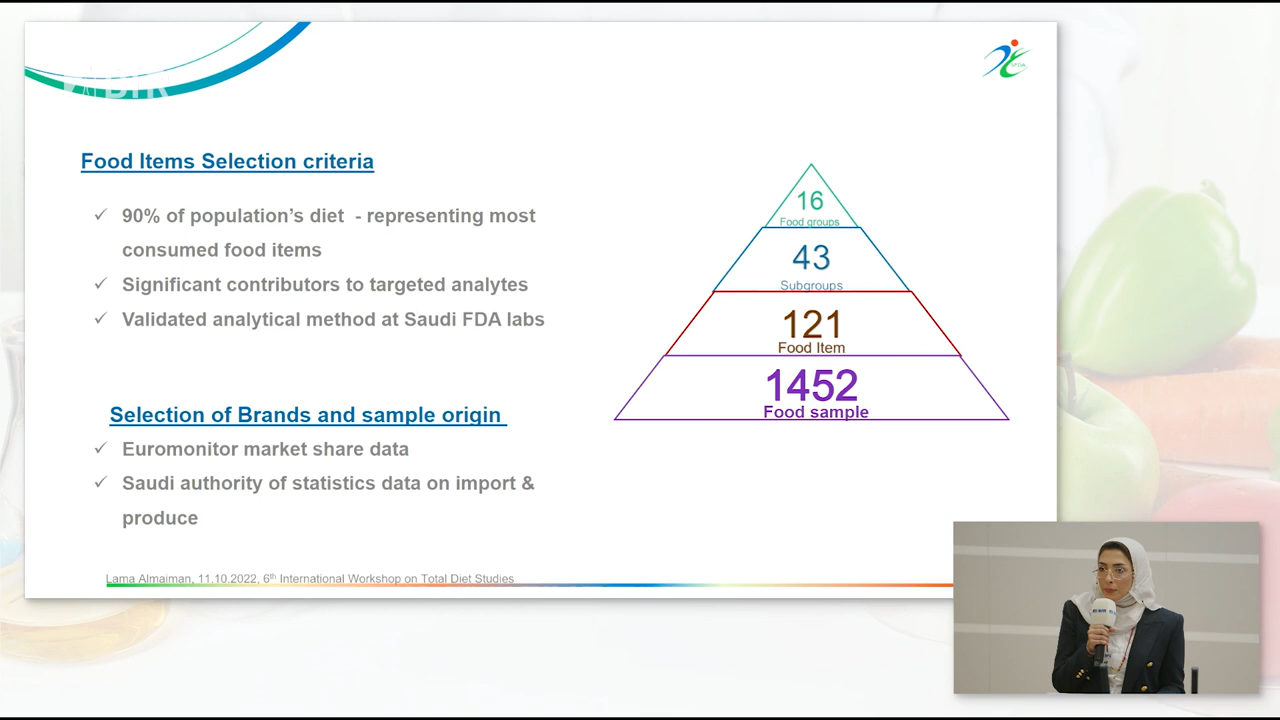 SFDA
Food Items Selection criteria
✓ 90% of population’s diet - representing most
consumed food items
✓ Significant contributors to targeted analytes
✓ Validated analytical method at Saudi FDA labs
Selection of Brands and sample origin
✓ Euromonitor market share data
✓ Saudi authority of statistics data on import &
produce
16
Food groups
43
Subgroups
121
Food Item
1452
Food sample
Lama Almaiman, 11.10.2022, 6th International Workshop on Total Diet Studies